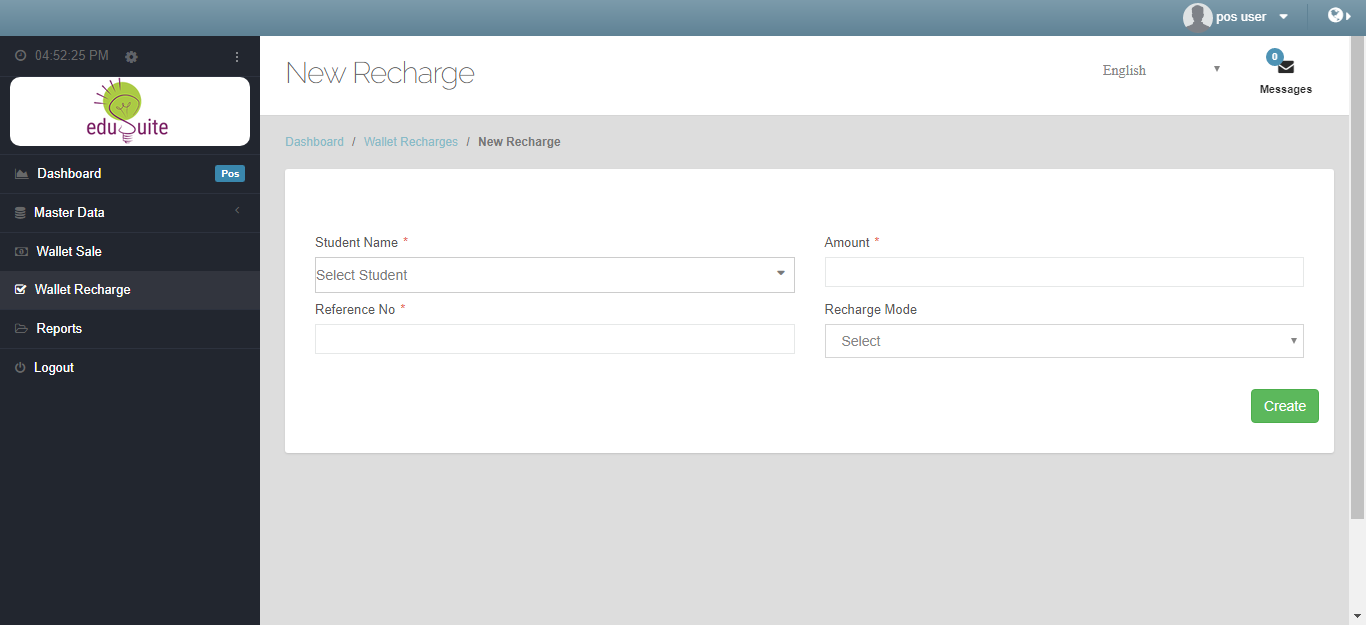 pos user
04:52:25 PM
eduSuite
Dashboard Pos
Master Data
Wallet Sale
Wallet Recharge
Reports
Logout
New Recharge
English
0
Messages
Dashboard / Wallet Recharges / New Recharge
Student Name *
Select Student
Amount *
Reference No *
Recharge Mode
Select
Create